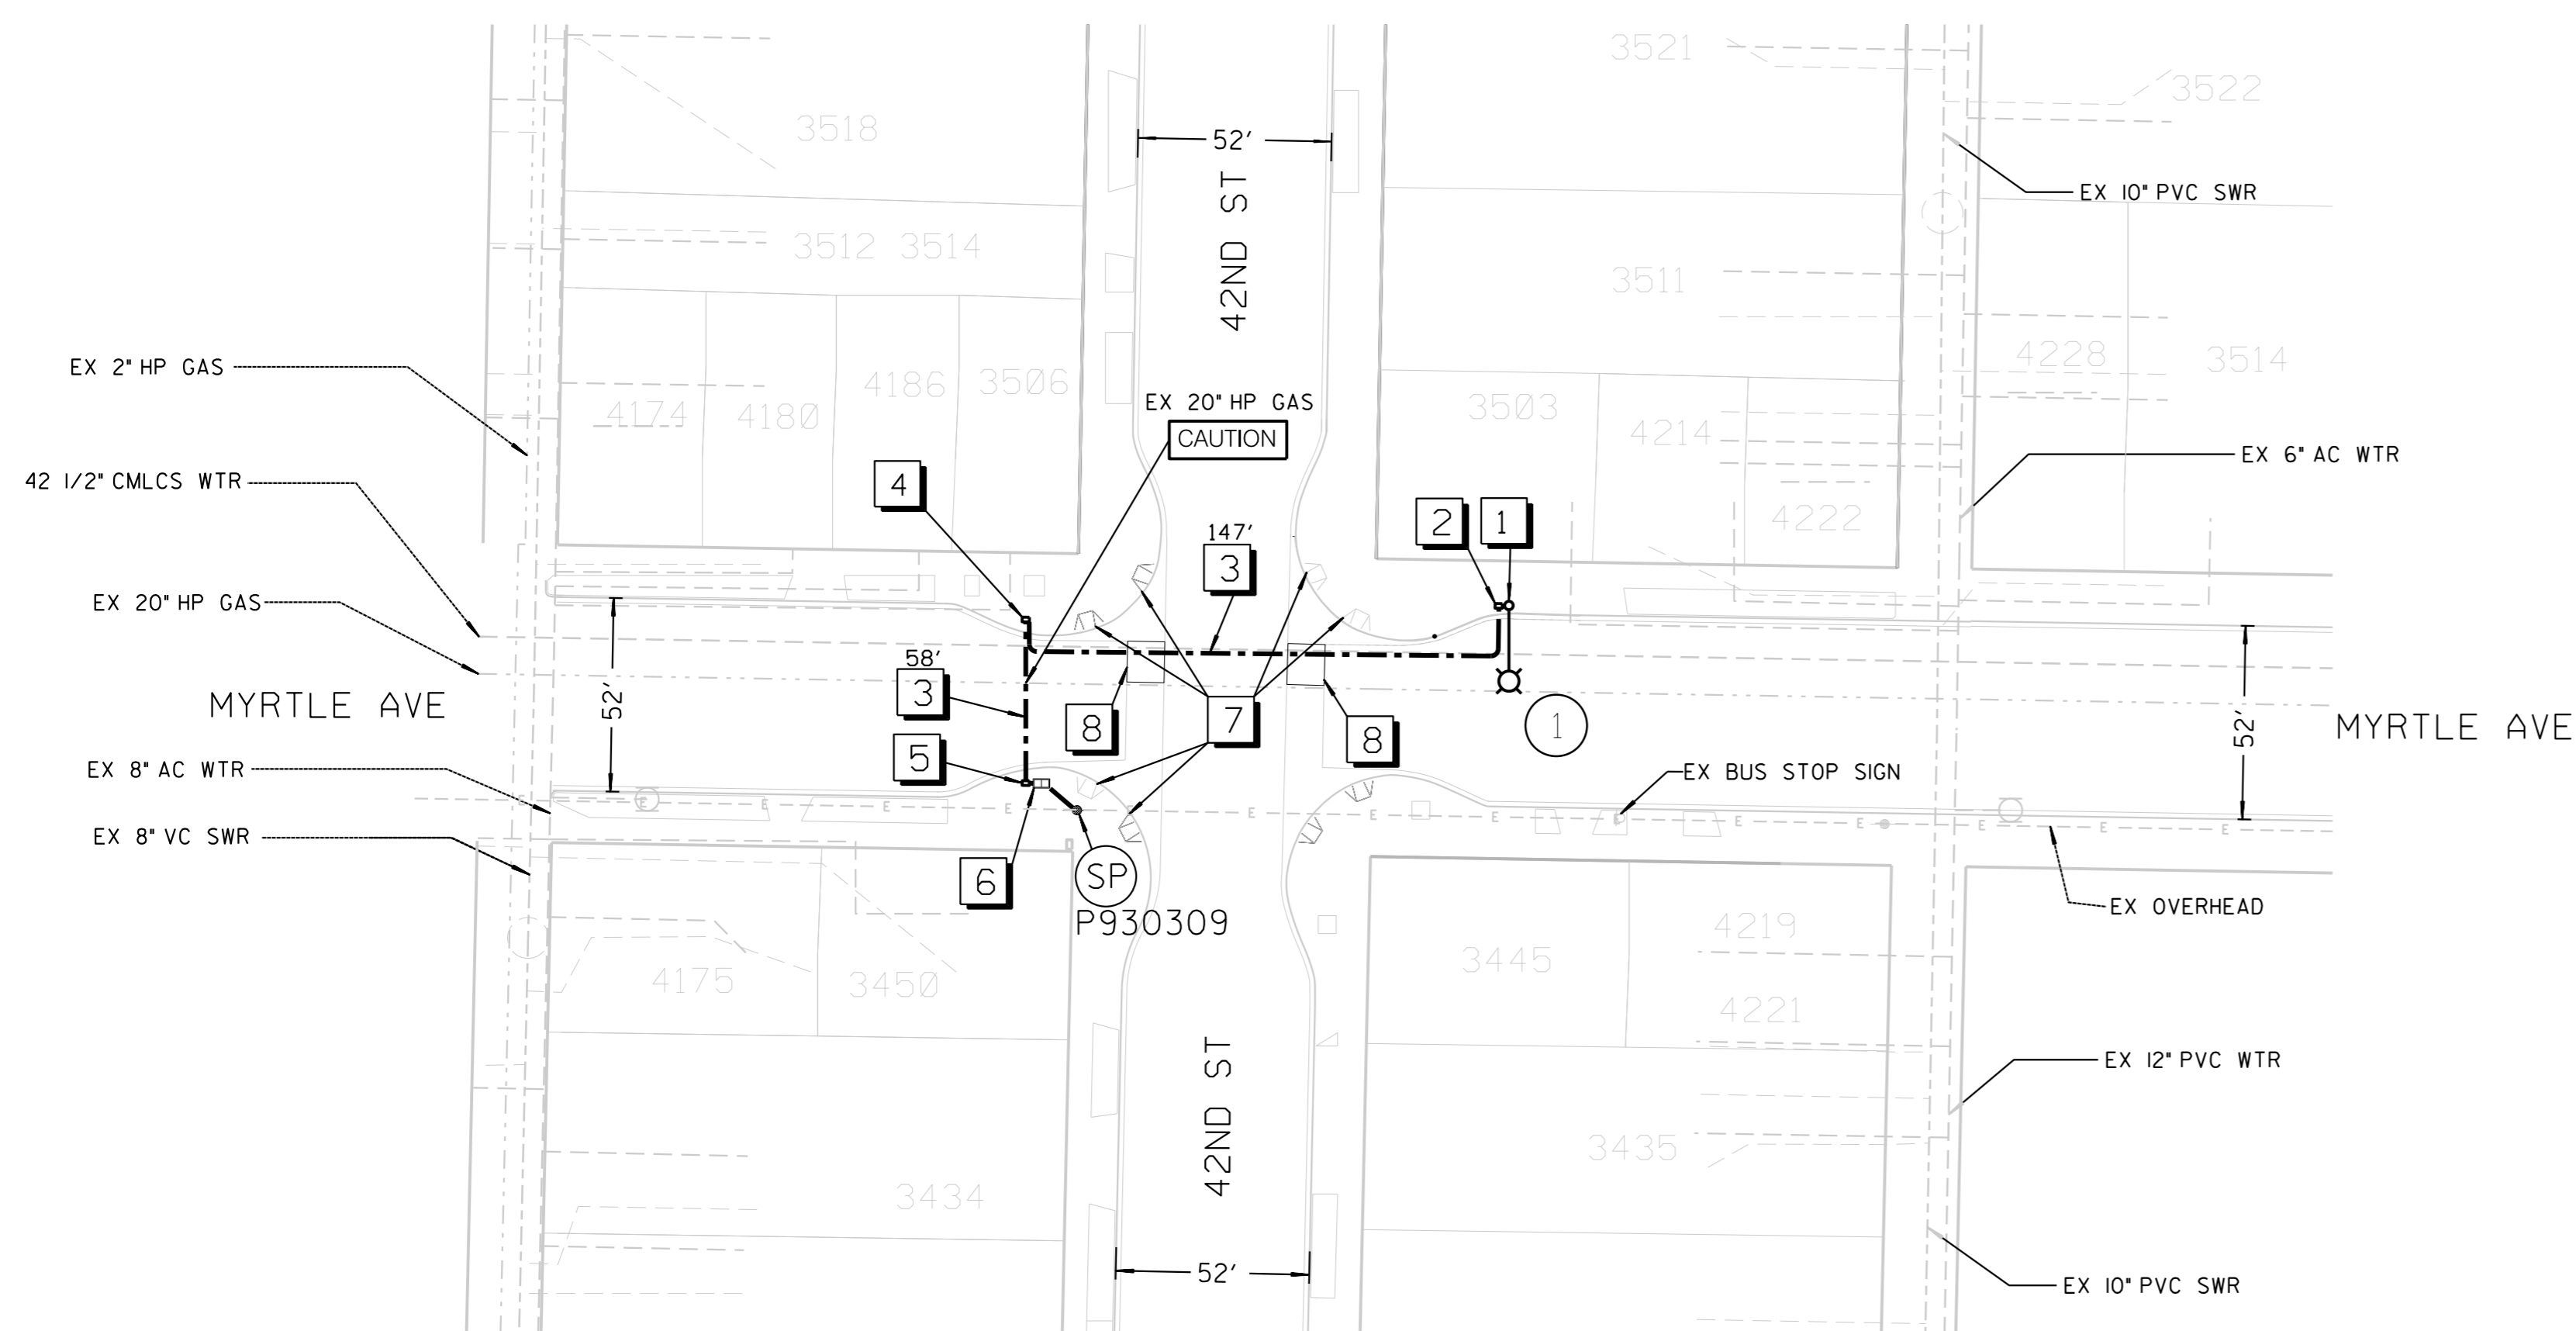 3521
3522
3518
52'
42ND ST
EX 10" PVC SWR
3512 3514
3511
EX 2" HP GAS
4174
4180
4186
3506
EX 20" HP GAS
CAUTION
3503
4214
4222
4228
3514
EX 6" AC WTR
42 1/2" CMLCS WTR
4
147'
3
2
1
EX 20" HP GAS
MYRTLE AVE
52'
58'
3
8
7
8
1
52'
MYRTLE AVE
EX 8" AC WTR
5
EX BUS STOP SIGN
E E E E E E E E E E E E E E
EX 8" VC SWR
6
SP
P930309
EX OVERHEAD
4175
3450
3445
4219
4221
42ND ST
EX 12" PVC WTR
3434
3435
52'
EX 10" PVC SWR